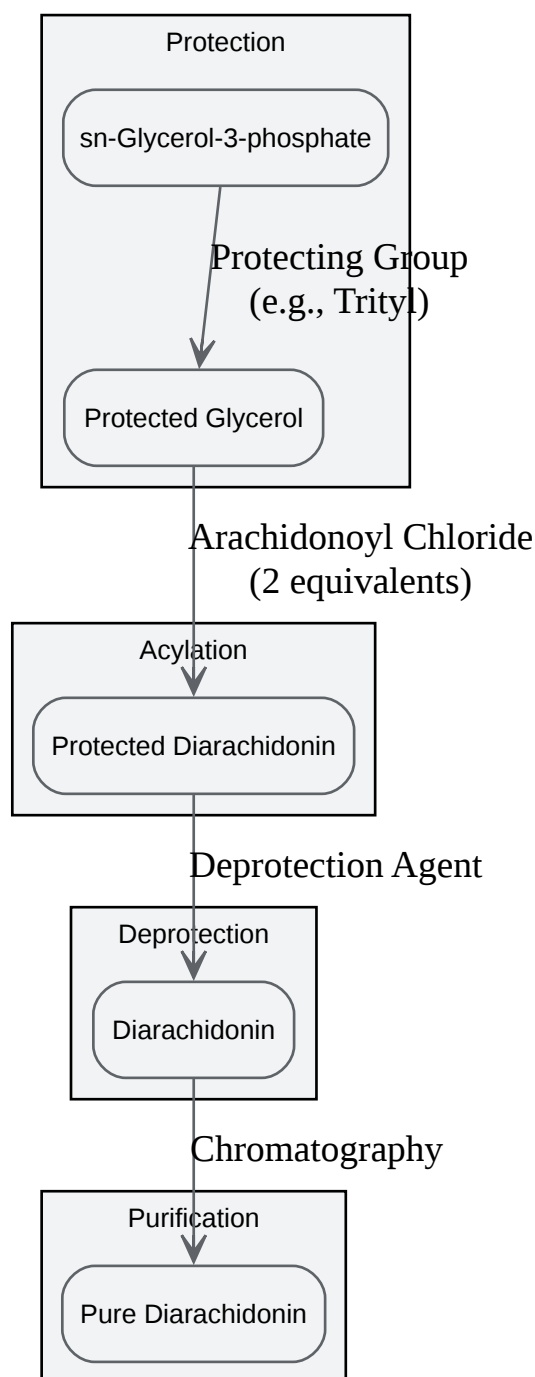 Protection
sn-Glycerol-3-phosphate
Protecting Group
(e.g., Trityl)
Protected Glycerol
Arachidonoyl Chloride
(2 equivalents)
Acylation
Protected Diarachidonin
Deprotection Agent
Deprotection
Diarachidonin
Chromatography
Purification
Pure Diarachidonin